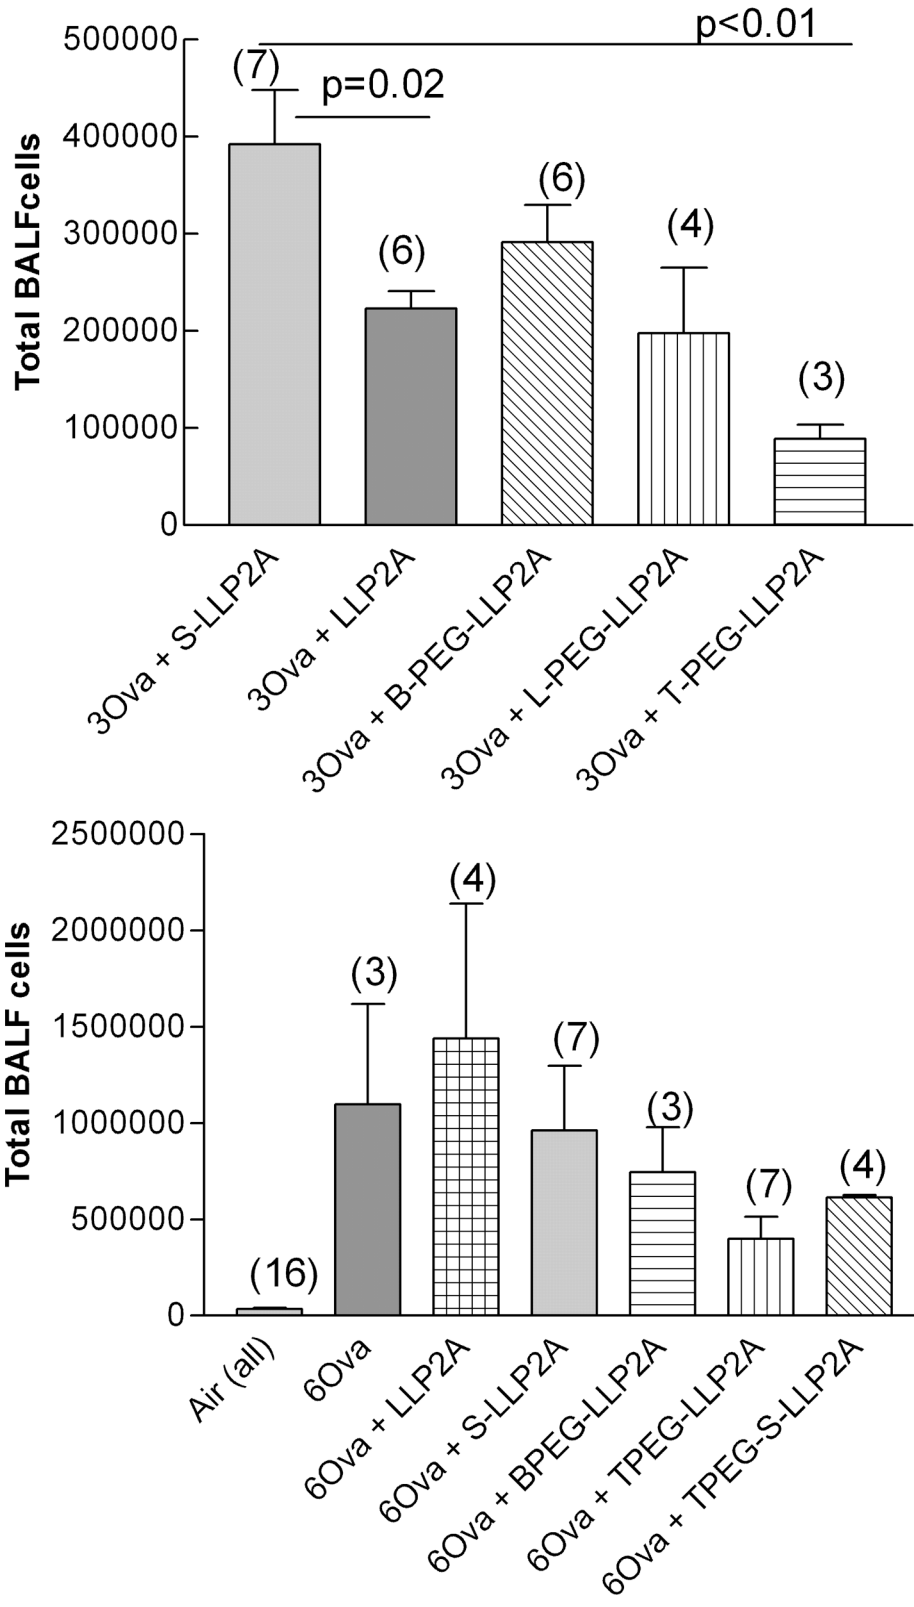 p<0.01
500000
(7)
p=0.02
400000
(6)
300000
(4)
(6)
200000
(3)
100000
0
Total BALFcells
3Ova + S-LLP2A
3Ova + LLP2A
3Ova + B-PEG-LLP2A
3Ova + L-PEG-LLP2A
3Ova + T-PEG-LLP2A
2500000
(4)
2000000
(3)
1500000
(7)
(3)
1000000
(4)
(7)
500000
(16)
0
Total BALF cells
Air (all)
6Ova
6Ova + LLP2A
6Ova + S-LLP2A
6Ova + BPEG-LLP2A
6Ova + TPEG-LLP2A
6Ova + TPEG-S-LLP2A